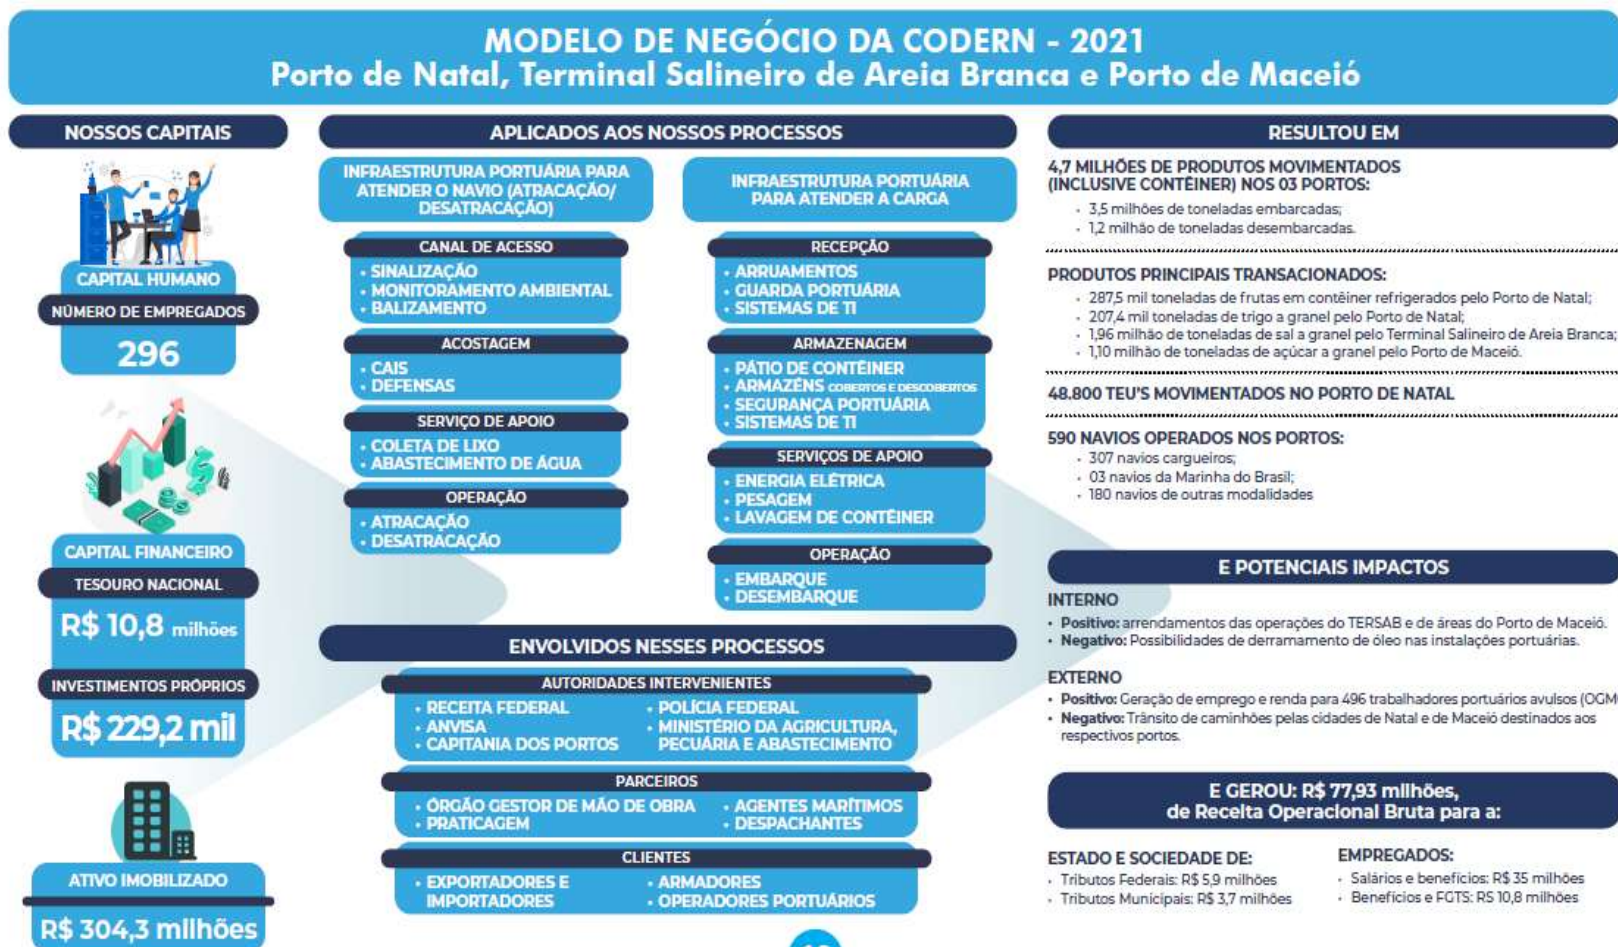 MODELO DE NEGÓCIO DA CODERN - 2021
Porto de Natal, Terminal Salineiro de Areia Branca e Porto de Maceió
NOSSOS CAPITAIS
CAPITAL HUMANO
NÚMERO DE EMPREGADOS
296
CAPITAL FINANCEIRO
TESOURO NACIONAL
R$ 10,8 milhões
INVESTIMENTOS PRÓPRIOS
R$ 229,2 mil
ATIVO IMOBILIZADO
R$ 304,3 milhões
APLICADOS AOS NOSSOS PROCESSOS
INFRAESTRUTURA PORTUÁRIA PARA
ATENDER O NAVIO (ATRACAÇÃO/
DESATRACAÇÃO)
CANAL DE ACESSO
• SINALIZAÇÃO
• MONITORAMENTO AMBIENTAL
• BALIZAMENTO
ACOSTAGEM
• CAIS
• DEFENSAS
SERVIÇO DE APOIO
• COLETA DE LIXO
• ABASTECIMENTO DE ÁGUA
OPERAÇÃO
• ATRACAÇÃO
• DESATRACAÇÃO
INFRAESTRUTURA PORTUÁRIA
PARA ATENDER A CARGA
RECEPÇÃO
• ARRUAMENTOS
• GUARDA PORTUÁRIA
• SISTEMAS DE TI
ARMAZENAGEM
• PÁTIO DE CONTÊINER
• ARMAZÉNS COBERTOS E DESCOBERTOS
• SEGURANÇA PORTUÁRIA
• SISTEMAS DE TI
SERVIÇOS DE APOIO
• ENERGIA ELÉTRICA
• PESAGEM
• LAVAGEM DE CONTÊINER
OPERAÇÃO
• EMBARQUE
• DESEMBARQUE
ENVOLVIDOS NESSES PROCESSOS
AUTORIDADES INTERVENIENTES
• RECEITA FEDERAL
• ANVISA
• CAPITANIA DOS PORTOS
• POLÍCIA FEDERAL
• MINISTÉRIO DA AGRICULTURA,
PECUÁRIA E ABASTECIMENTO
PARCEIROS
• ÓRGÃO GESTOR DE MÃO DE OBRA
• PRATICAGEM
• AGENTES MARÍTIMOS
• DESPACHANTES
CLIENTES
• EXPORTADORES E
IMPORTADORES
• ARMADORES
• OPERADORES PORTUÁRIOS
RESULTOU EM
4,7 MILHÕES DE PRODUTOS MOVIMENTADOS
(INCLUSIVE CONTÊINER) NOS 03 PORTOS:
• 3,5 milhões de toneladas embarcadas;
• 1,2 milhão de toneladas desembarcadas.
PRODUTOS PRINCIPAIS TRANSACIONADOS:
• 287,5 mil toneladas de frutas em contêiner refrigerados pelo Porto de Natal;
• 207,4 mil toneladas de trigo a granel pelo Porto de Natal;
• 1,96 milhão de toneladas de sal a granel pelo Terminal Salineiro de Areia Branca;
• 1,10 milhão de toneladas de açúcar a granel pelo Porto de Maceió.
48.800 TEU'S MOVIMENTADOS NO PORTO DE NATAL
590 NAVIOS OPERADOS NOS PORTOS:
• 307 navios cargueiros;
• 03 navios da Marinha do Brasil;
• 180 navios de outras modalidades
E POTENCIAIS IMPACTOS
INTERNO
• Positivo: arrendamentos das operações do TERSAB e de áreas do Porto de Maceió.
• Negativo: Possibilidades de derramamento de óleo nas instalações portuárias.
EXTERNO
• Positivo: Geração de emprego e renda para 496 trabalhadores portuários avulsos (OGM
• Negativo: Trânsito de caminhões pelas cidades de Natal e de Maceió destinados aos
respectivos portos.
E GEROU: R$ 77,93 milhões,
de Receita Operacional Bruta para a:
ESTADO E SOCIEDADE DE:
• Tributos Federais: R$ 5,9 milhões
• Tributos Municipais: R$ 3,7 milhões
EMPREGADOS:
• Salários e benefícios: R$ 35 milhões
• Benefícios e FGTS: RS 10,8 milhões